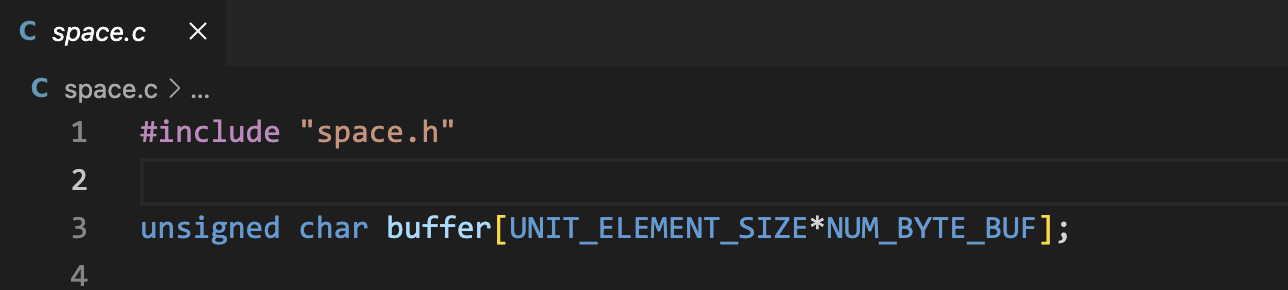 C space.c ×
C space.c > ...
1 #include "space.h"
2
3 unsigned char buffer[UNIT_ELEMENT_SIZE*NUM_BYTE_BUF];
4